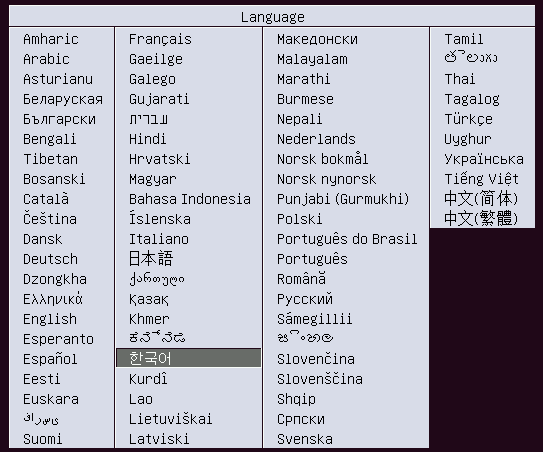 Language
Amharic
Arabic
Asturianu
Беларуская
Български
Bengali
Tibetan
Bosanski
Català
Čeština
Dansk
Deutsch
Dzongkha
Ελληνικά
English
Esperanto
Español
Eesti
Euskara
فارسی
Suomi
Français
Gaeilge
Galego
Gujarati
עברית
Hindi
Hrvatski
Magyar
Bahasa Indonesia
Íslenska
Italiano
日本語
ქართული
Қазақ
Khmer
ಕನ್ನಡ
한국어
Kurdî
Lao
Lietuviškai
Latviski
Македонски
Malayalam
Marathi
Burmese
Nepali
Nederlands
Norsk bokmål
Norsk nynorsk
Punjabi (Gurmukhi)
Polski
Português do Brasil
Português
Română
Русский
Sámegillii
සිංහල
Slovenčina
Slovenščina
Shqip
Српски
Svenska
Tamil
తెలుగు
Thai
Tagalog
Türkçe
Uyghur
Українська
Tiếng Việt
中文(简体)
中文(繁體)